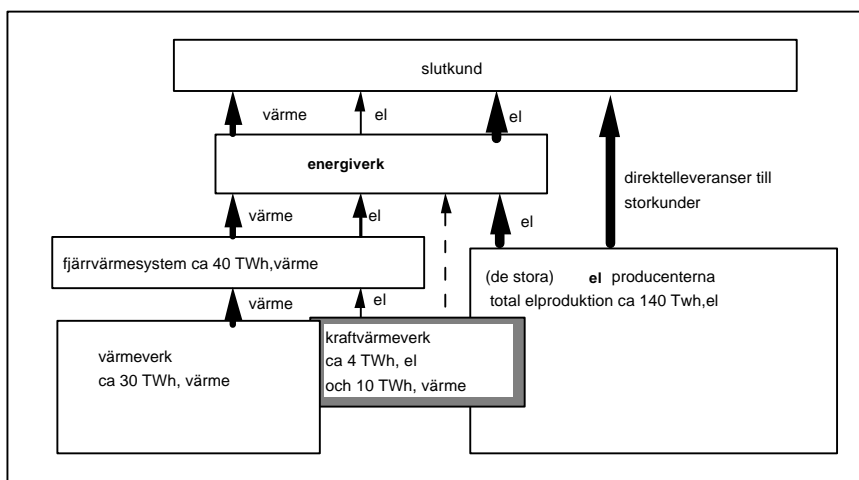 slutkund
värme
el
el
energiverk
direktelleveranser till
storkunder
värme
el
el
fjärrvärmesystem ca 40 TWh,värme
(de stora) el producenterna
total elproduktion ca 140 Twh,el
värme
el
kraftvärmeverk
ca 4 TWh, el
och 10 TWh, värme
värmeverk
ca 30 TWh, värme